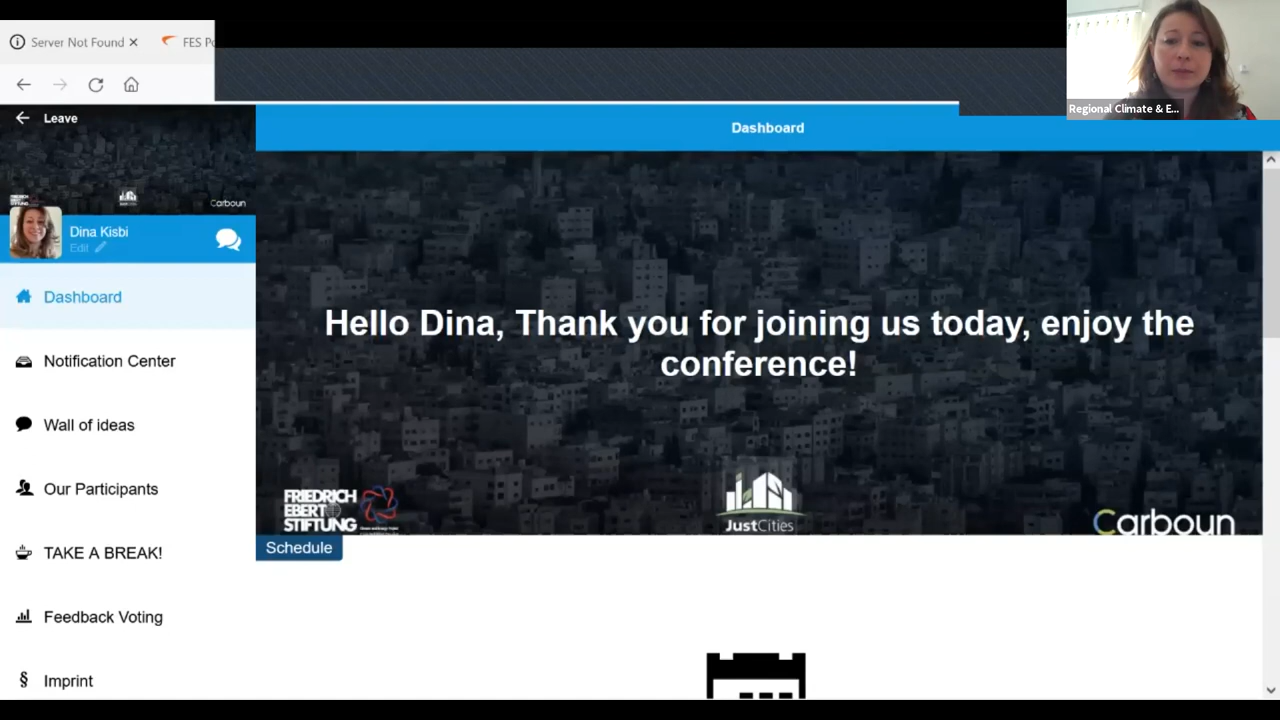 Server Not Found
FES Po
Regional Climate & E...
Leave
Dashboard
Carboun
Dina Kisbi
Edit
Dashboard
Notification Center
Wall of ideas
Our Participants
TAKE A BREAK!
Feedback Voting
§ Imprint
Hello Dina, Thank you for joining us today, enjoy the
conference!
FRIEDRICH
EBERT
STIFTUNG
JustCities
Carboun
Schedule